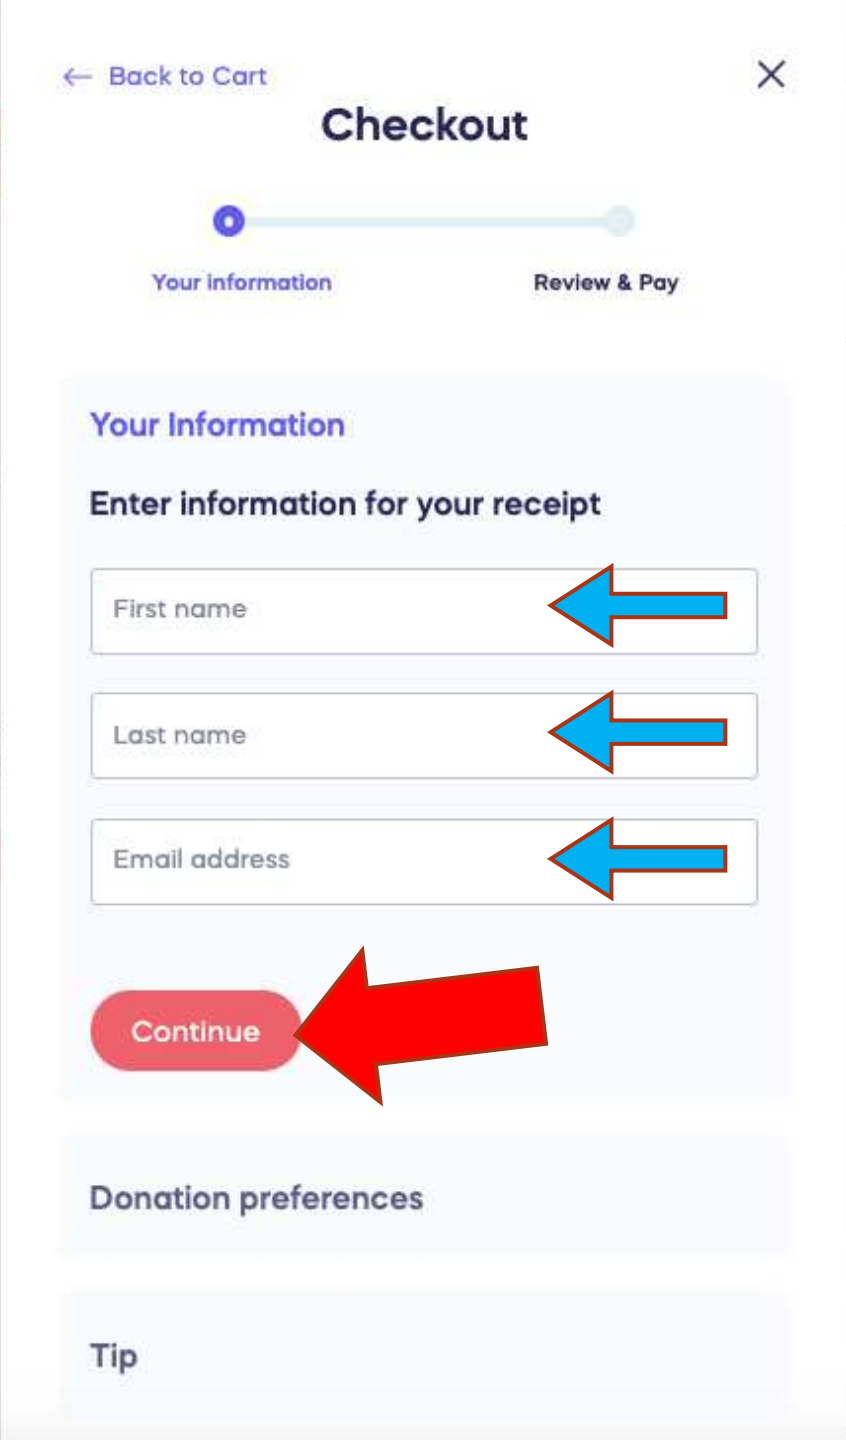 Back to Cart
Checkout
Your information
Review & Pay
Your Information
Enter information for your receipt
First name
Last name
Email address
Continue
Donation preferences
Tip